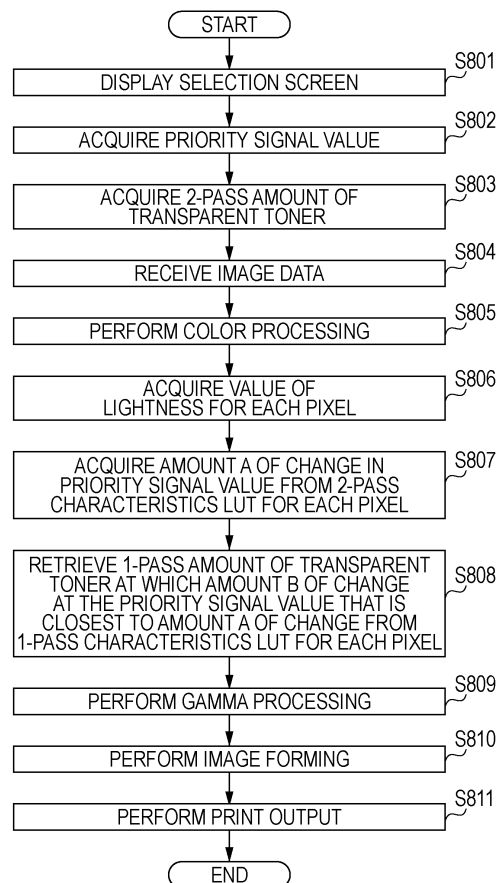 START
S801
DISPLAY SELECTION SCREEN
S802
ACQUIRE PRIORITY SIGNAL VALUE
S803
ACQUIRE 2-PASS AMOUNT OF
TRANSPARENT TONER
S804
RECEIVE IMAGE DATA
S805
PERFORM COLOR PROCESSING
S806
ACQUIRE VALUE OF
LIGHTNESS FOR EACH PIXEL
S807
ACQUIRE AMOUNT A OF CHANGE IN
PRIORITY SIGNAL VALUE FROM 2-PASS
CHARACTERISTICS LUT FOR EACH PIXEL
S808
RETRIEVE 1-PASS AMOUNT OF TRANSPARENT
TONER AT WHICH AMOUNT B OF CHANGE
AT THE PRIORITY SIGNAL VALUE THAT IS
CLOSEST TO AMOUNT A OF CHANGE FROM
1-PASS CHARACTERISTICS LUT FOR EACH PIXEL
S809
PERFORM GAMMA PROCESSING
S810
PERFORM IMAGE FORMING
S811
PERFORM PRINT OUTPUT
END